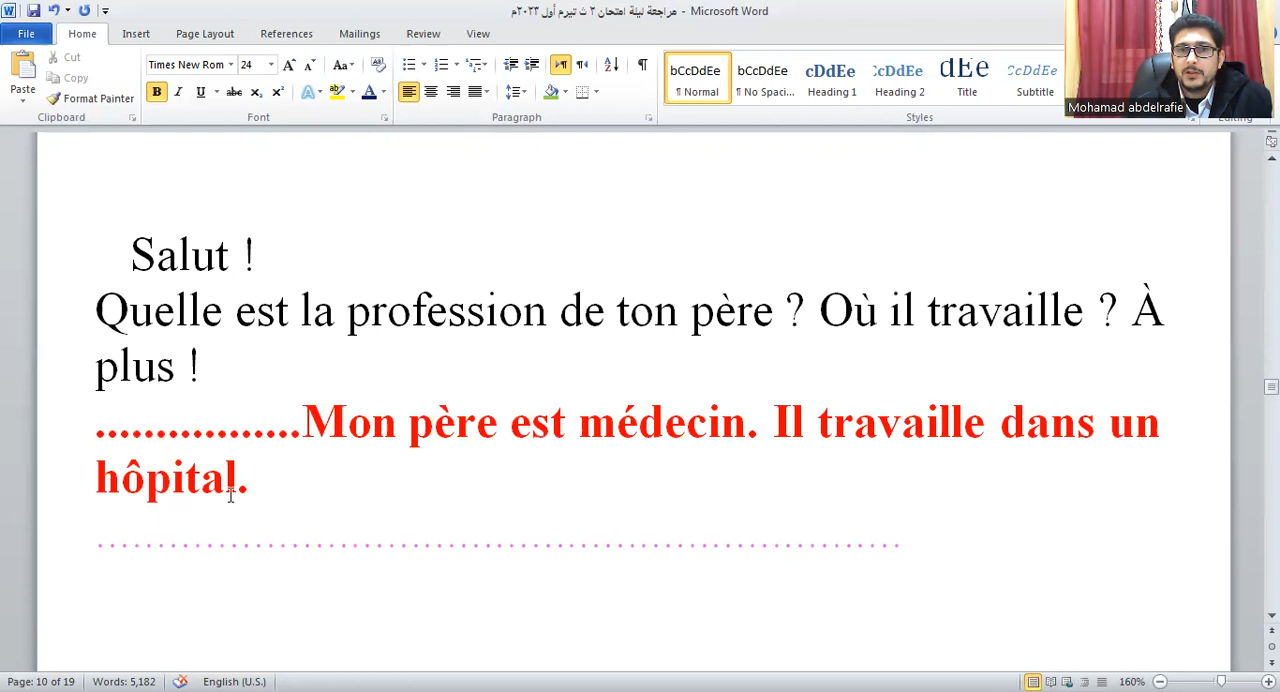 مراجعة ليلة امتحان ٢ ث تيرم أول ٢٠٢٣م - Microsoft Word
File Home Insert Page Layout References Mailings Review View
Paste
Cut
Copy
Format Painter
Clipboard
Times New Rom 24
Font
Paragraph
bCcDdEe bCcDdEe cDdEe :cDdEe dEe CcDdEe
¶ Normal ¶ No Spaci... Heading 1 Heading 2 Title Subtitle
Styles
Editing
Mohamad abdelrafie
Salut !
Quelle est la profession de ton père ? Où il travaille ? À
plus !
.................Mon père est médecin. Il travaille dans un
hôpital.
Page: 10 of 19 Words: 5,182 English (U.S.) 160%